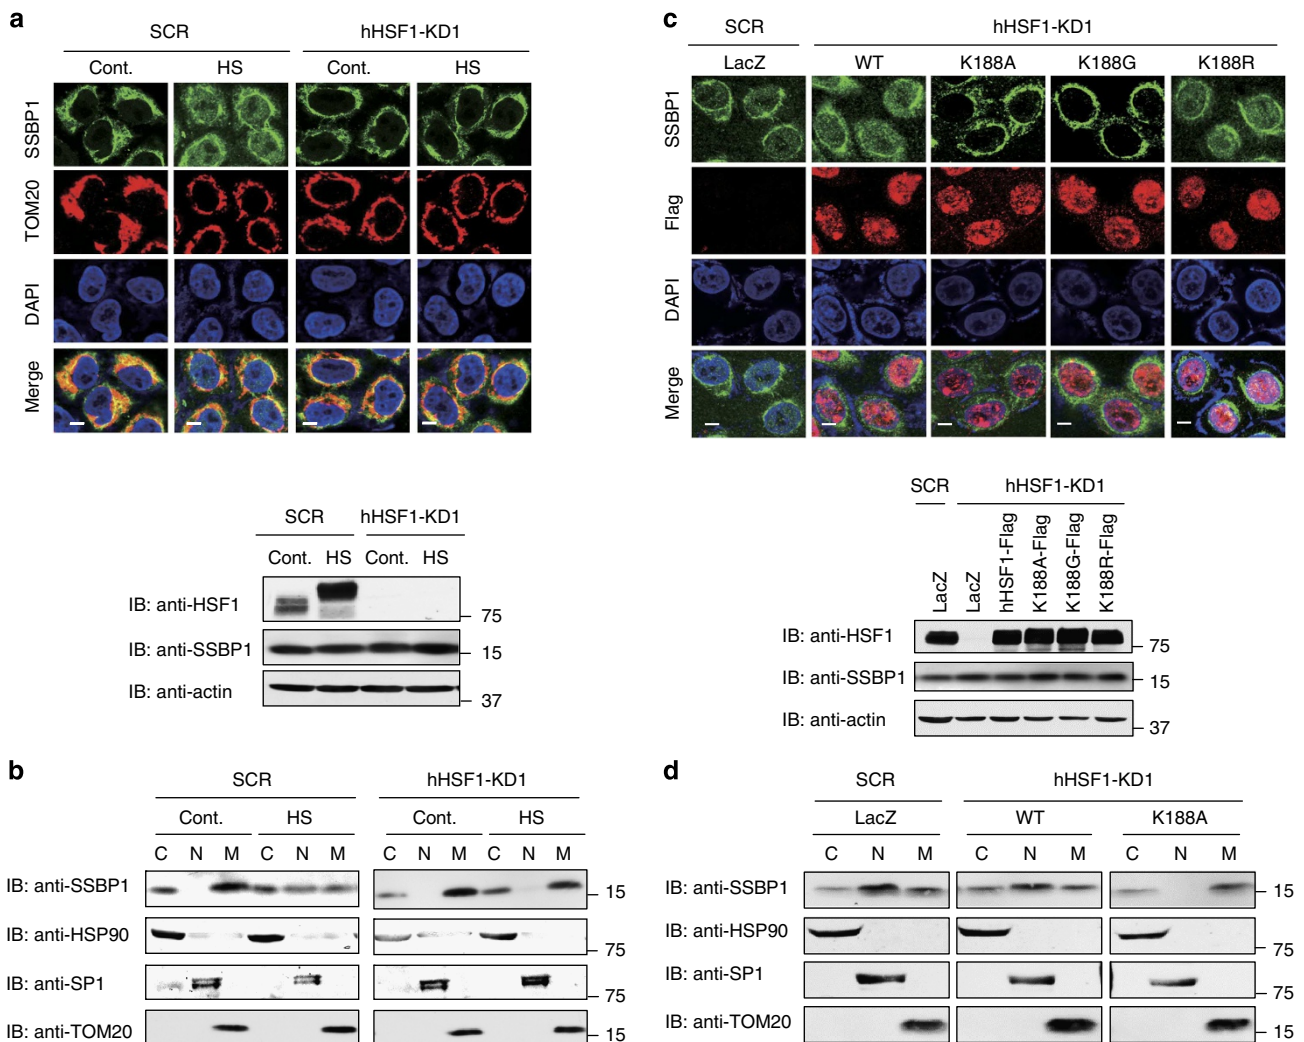 a
SCR hHSF1-KD1
Cont. HS Cont. HS
SSBP1
TOM20
DAPI
Merge
SCR hHSF1-KD1
Cont. HS Cont. HS
IB: anti-HSF1 75
IB: anti-SSBP1 15
IB: anti-actin 37
b
SCR hHSF1-KD1
Cont. HS Cont. HS
C N M C N M C N M C N M
IB: anti-SSBP1 15
IB: anti-HSP90 75
IB: anti-SP1 75
IB: anti-TOM20 15
c
SCR hHSF1-KD1
LacZ WT K188A K188G K188R
SSBP1
Flag
DAPI
Merge
SCR hHSF1-KD1
LacZ
LacZ
hHSF1-Flag
K188A-Flag
K188G-Flag
K188R-Flag
IB: anti-HSF1 75
IB: anti-SSBP1 15
IB: anti-actin 37
d
SCR hHSF1-KD1
LacZ WT K188A
C N M C N M C N M
IB: anti-SSBP1 15
IB: anti-HSP90 75
IB: anti-SP1 75
IB: anti-TOM20 15